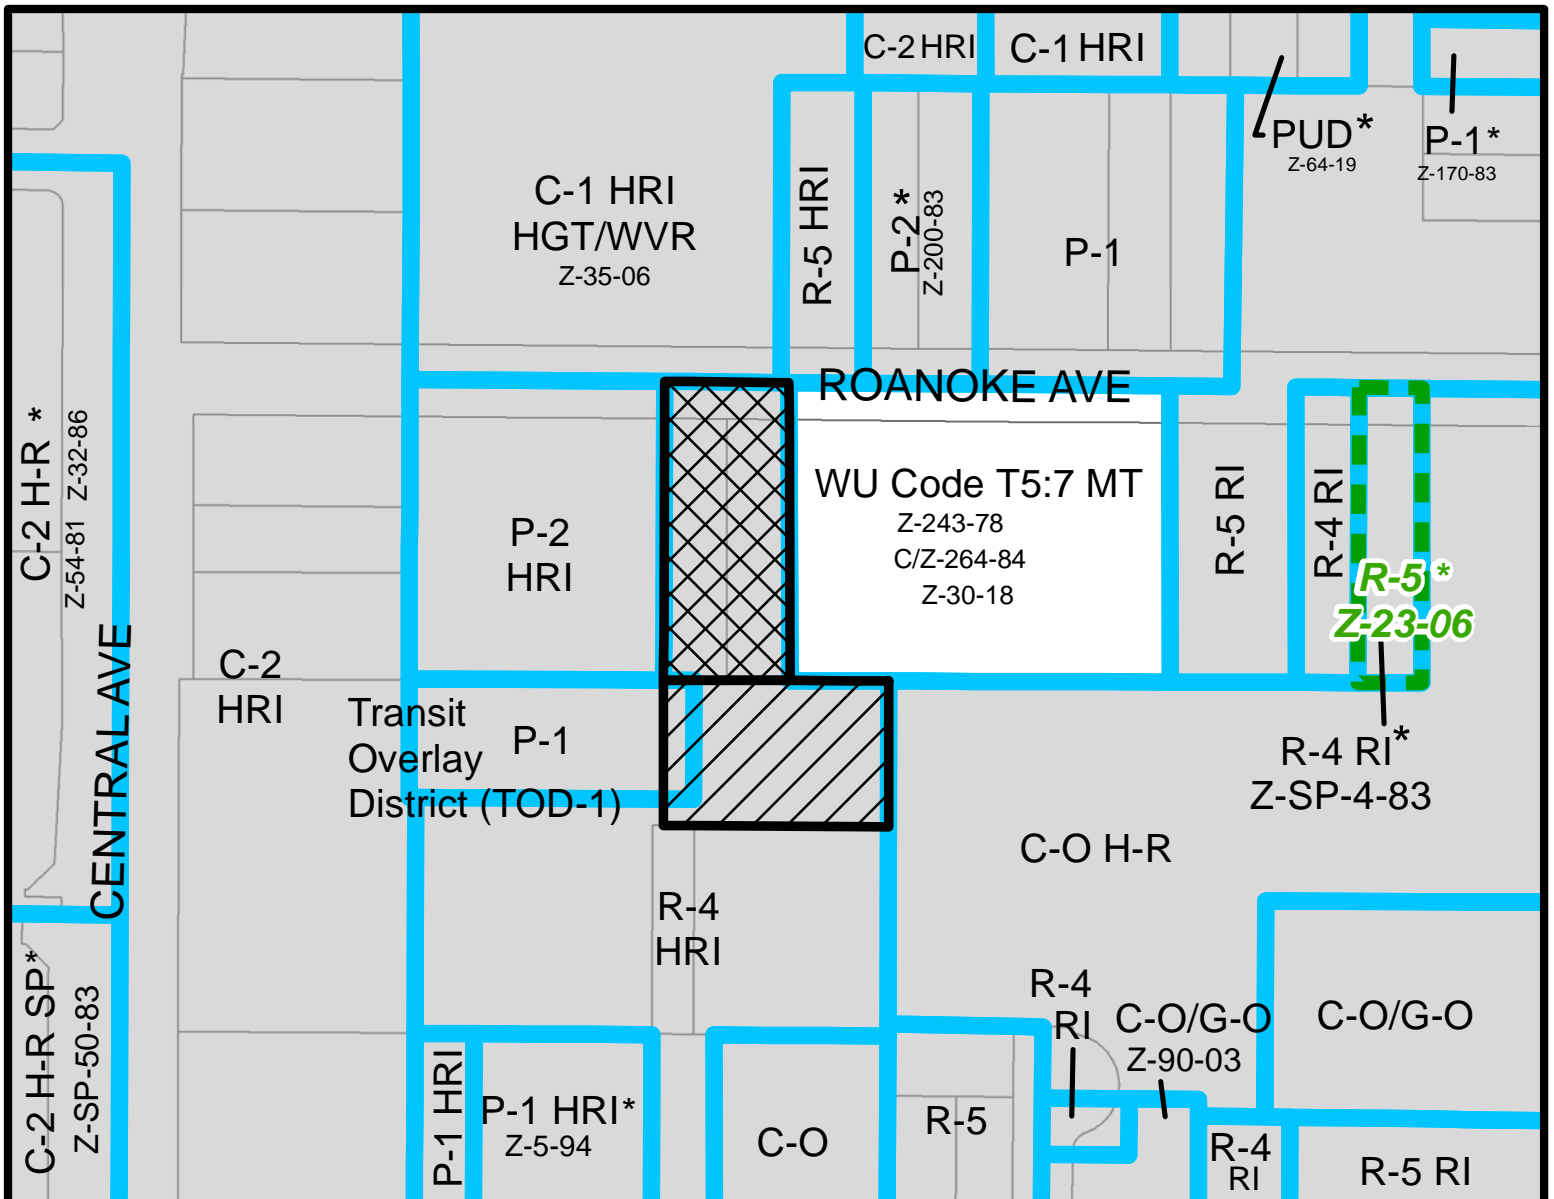 C-2 HRI
C-1 HRI
PUD*
Z-64-19
P-1*
Z-170-83
C-1 HRI
HGT/WVR
Z-35-06
R-5 HRI
P-2 *
Z-200-83
P-1
ROANOKE AVE
C-2 H-R *
Z-54-81 Z-32-86
P-2
HRI
WU Code T5:7 MT
Z-243-78
C/Z-264-84
Z-30-18
R-5 RI
R-4 RI
R-5 *
Z-23-06
CENTRAL AVE
C-2
HRI
Transit
Overlay
District (TOD-1)
P-1
R-4 RI*
Z-SP-4-83
C-O H-R
R-4
HRI
C-2 H-R SP*
Z-SP-50-83
R-4
RI
C-O/G-O
Z-90-03
C-O/G-O
P-1 HRI
P-1 HRI*
Z-5-94
C-O
R-5
R-4
RI
R-5 RI